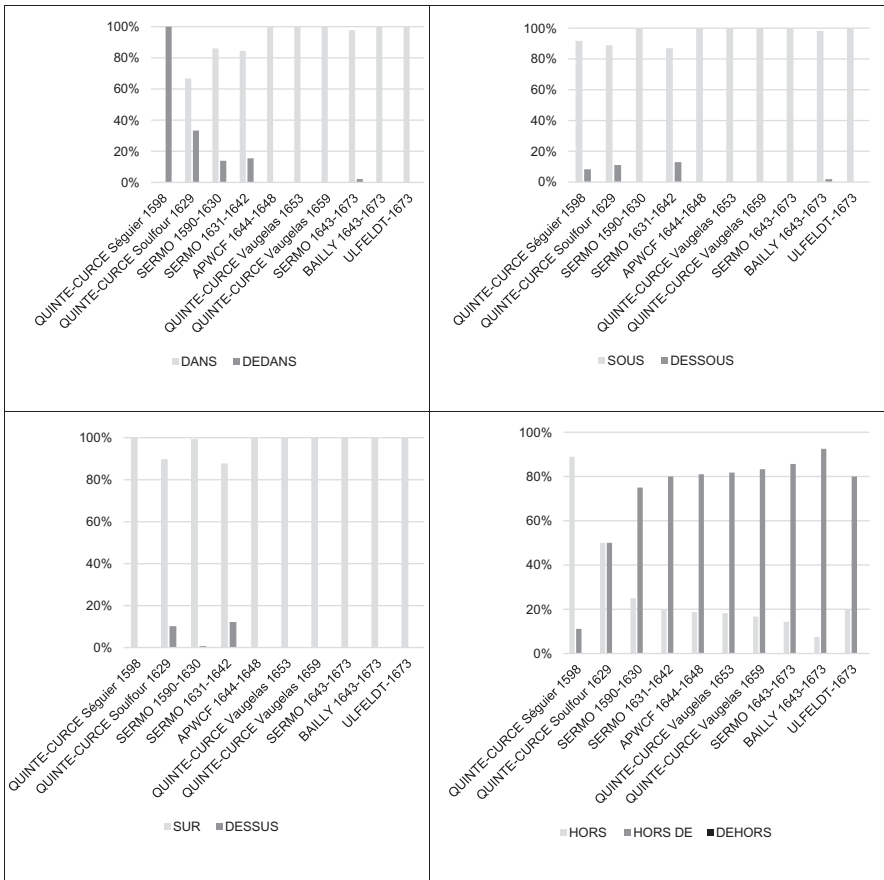 100%
80%
60%
40%
20%
0%
QUINTE-CURCE Séguier 1598
QUINTE-CURCE Soulfour 1629
SERMO 1590-1630
SERMO 1631-1642
APWCF 1644-1648
QUINTE-CURCE Vaugelas 1653
QUINTE-CURCE Vaugelas 1659
SERMO 1643-1673
BAILLY 1643-1673
ULFELDT-1673
DANS DEDANS
100%
80%
60%
40%
20%
0%
QUINTE-CURCE Séguier 1598
QUINTE-CURCE Soulfour 1629
SERMO 1590-1630
SERMO 1631-1642
APWCF 1644-1648
QUINTE-CURCE Vaugelas 1653
QUINTE-CURCE Vaugelas 1659
SERMO 1643-1673
BAILLY 1643-1673
ULFELDT-1673
SOUS DESSOUS
100%
80%
60%
40%
20%
0%
QUINTE-CURCE Séguier 1598
QUINTE-CURCE Soulfour 1629
SERMO 1590-1630
SERMO 1631-1642
APWCF 1644-1648
QUINTE-CURCE Vaugelas 1653
QUINTE-CURCE Vaugelas 1659
SERMO 1643-1673
BAILLY 1643-1673
ULFELDT-1673
SUR DESSUS
100%
80%
60%
40%
20%
0%
QUINTE-CURCE Séguier 1598
QUINTE-CURCE Soulfour 1629
SERMO 1590-1630
SERMO 1631-1642
APWCF 1644-1648
QUINTE-CURCE Vaugelas 1653
QUINTE-CURCE Vaugelas 1659
SERMO 1643-1673
BAILLY 1643-1673
ULFELDT-1673
HORS HORS DE DEHORS